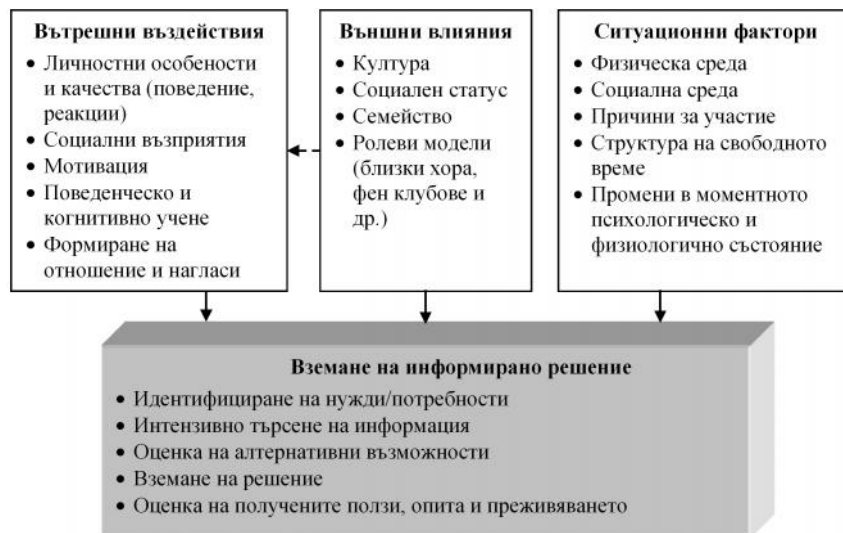 Вътрешни въздействия
• Личностни особености
и качества (поведение,
реакции)
• Социални възприятия
• Мотивация
• Поведенческо и
когнитивно учене
• Формиране на
отношение и нагласи
Външни влияния
• Култура
• Социален статус
• Семейство
• Ролеви модели
(близки хора,
фен клубове и
др.)
Ситуационни фактори
• Физическа среда
• Социална среда
• Причини за участие
• Структура на свободното
време
• Промени в моментното
психологическо и
физиологично състояние
Вземане на информирано решение
• Идентифициране на нужди/потребности
• Интензивно търсене на информация
• Оценка на алтернативни възможности
• Вземане на решение
• Оценка на получените ползи, опита и преживяването